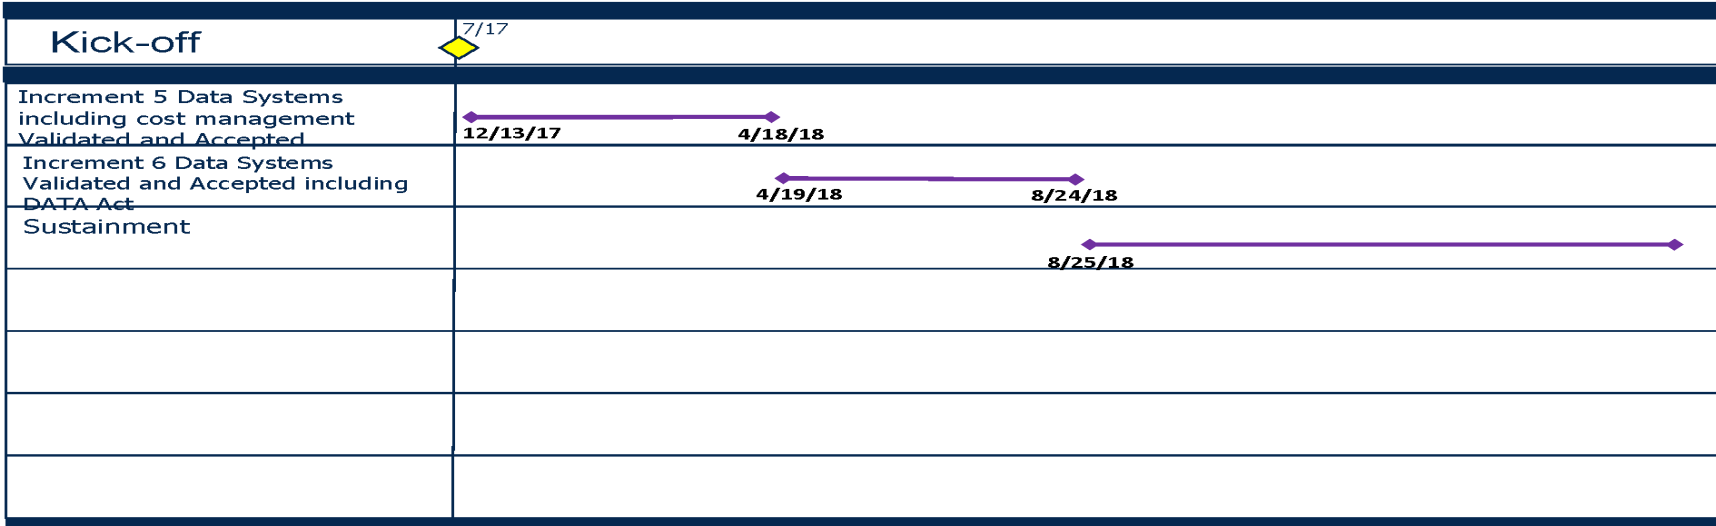 Kick-off
7/17
Increment 5 Data Systems
including cost management
Validated and Accepted
12/13/17
4/18/18
Increment 6 Data Systems
Validated and Accepted including
DATA Act
4/19/18
8/24/18
Sustainment
8/25/18